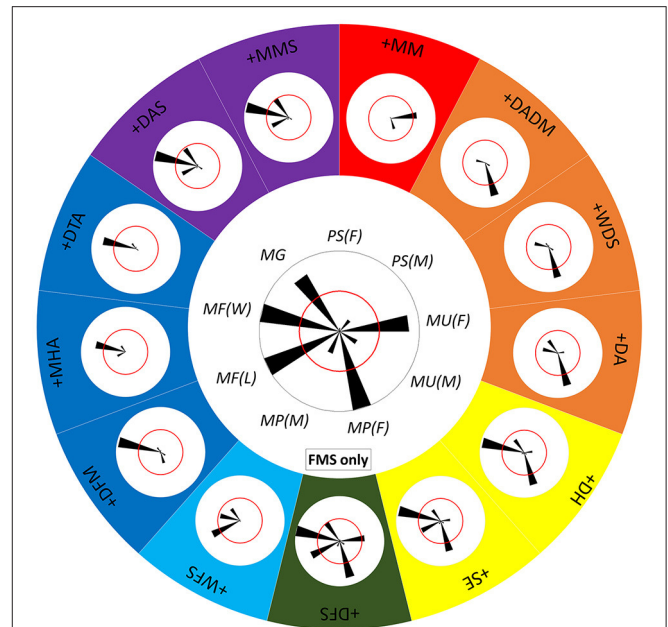 +MM
+DADM
+WDS
+DA
+DH
+SE
+DFS
+WFS
+DFM
+MHA
+DTA
+DAS
+MMS
PS(F)
PS(M)
MU(F)
MU(M)
MP(F)
MP(M)
MF(L)
MF(W)
MG
FMS only